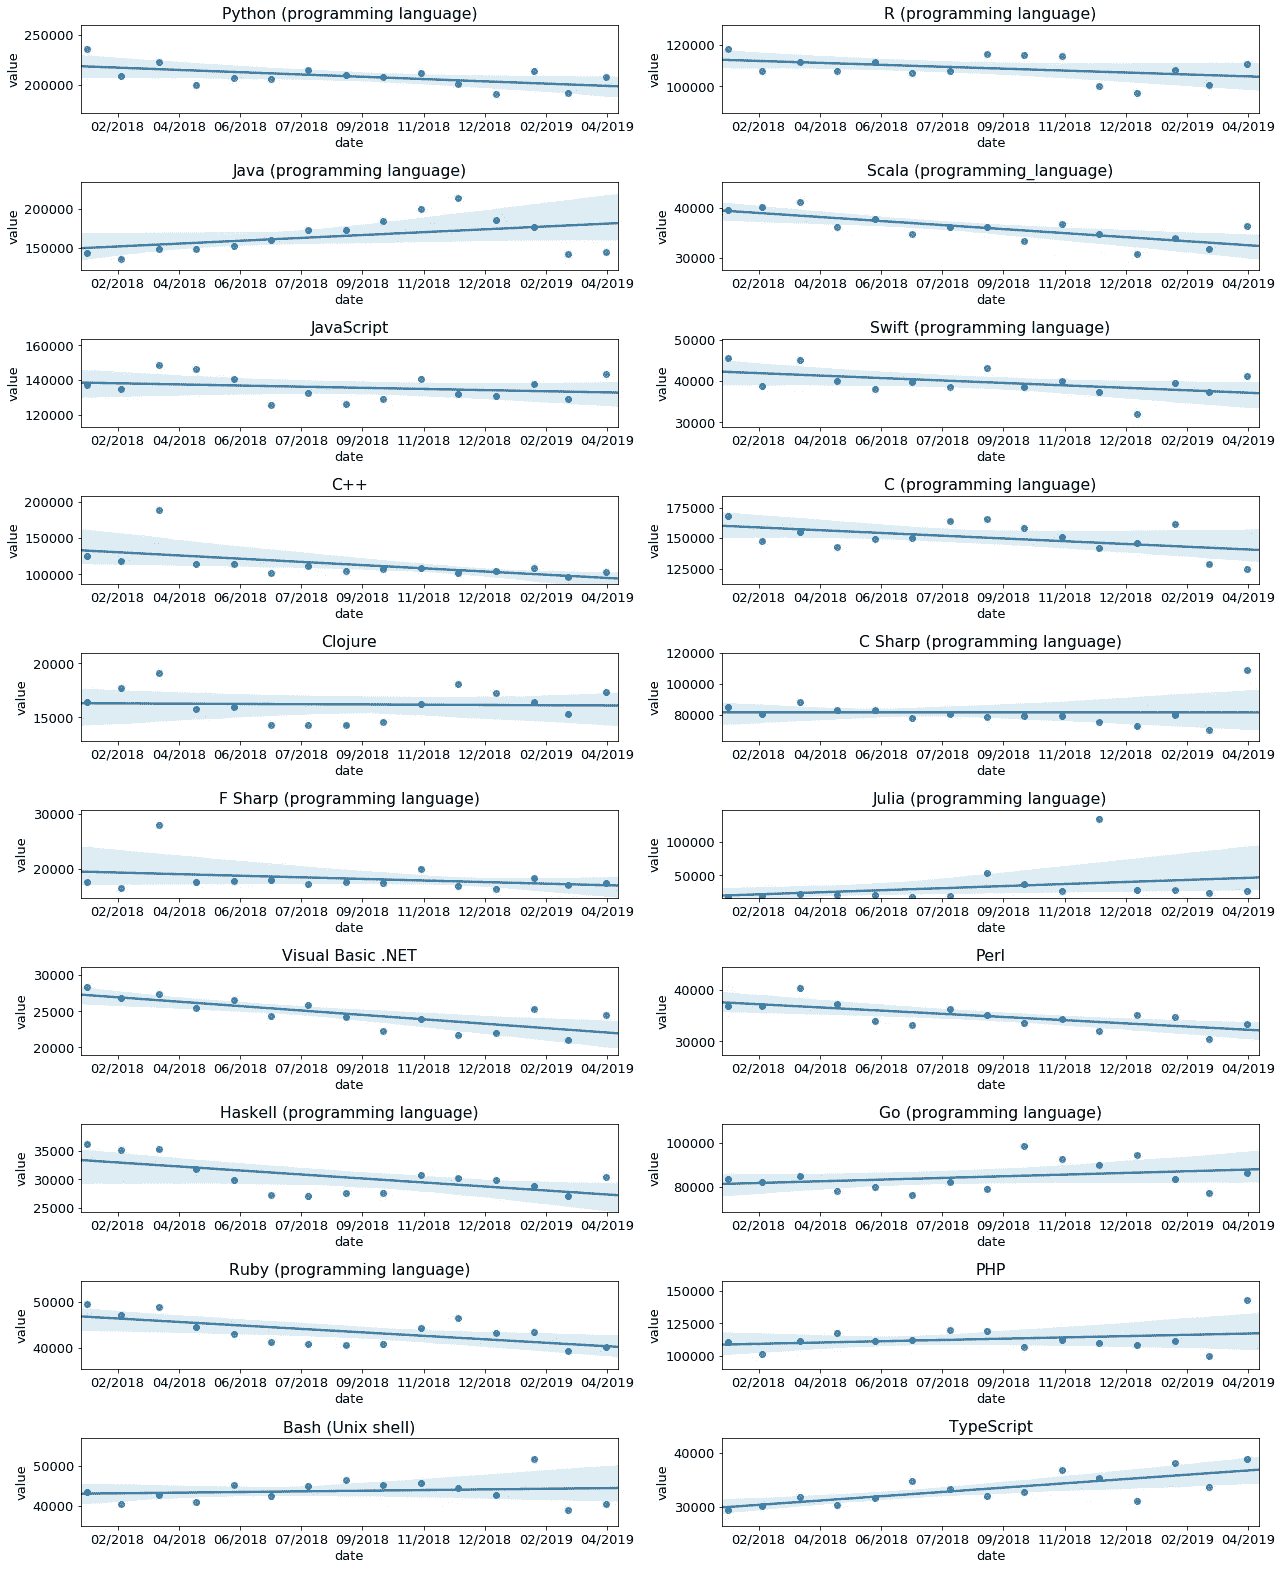 Python (programming language)
250000
200000
value
02/2018 04/2018 06/2018 07/2018 09/2018 11/2018 12/2018 02/2019 04/2019
date
R (programming language)
120000
100000
value
02/2018 04/2018 06/2018 07/2018 09/2018 11/2018 12/2018 02/2019 04/2019
date
Java (programming language)
200000
150000
value
02/2018 04/2018 06/2018 07/2018 09/2018 11/2018 12/2018 02/2019 04/2019
date
Scala (programming_language)
40000
30000
value
02/2018 04/2018 06/2018 07/2018 09/2018 11/2018 12/2018 02/2019 04/2019
date
JavaScript
160000
140000
120000
value
02/2018 04/2018 06/2018 07/2018 09/2018 11/2018 12/2018 02/2019 04/2019
date
Swift (programming language)
50000
40000
30000
value
02/2018 04/2018 06/2018 07/2018 09/2018 11/2018 12/2018 02/2019 04/2019
date
C++
200000
150000
100000
value
02/2018 04/2018 06/2018 07/2018 09/2018 11/2018 12/2018 02/2019 04/2019
date
C (programming language)
175000
150000
125000
value
02/2018 04/2018 06/2018 07/2018 09/2018 11/2018 12/2018 02/2019 04/2019
date
Clojure
20000
15000
value
02/2018 04/2018 06/2018 07/2018 09/2018 11/2018 12/2018 02/2019 04/2019
date
C Sharp (programming language)
120000
100000
80000
value
02/2018 04/2018 06/2018 07/2018 09/2018 11/2018 12/2018 02/2019 04/2019
date
F Sharp (programming language)
30000
20000
value
02/2018 04/2018 06/2018 07/2018 09/2018 11/2018 12/2018 02/2019 04/2019
date
Julia (programming language)
100000
50000
value
02/2018 04/2018 06/2018 07/2018 09/2018 11/2018 12/2018 02/2019 04/2019
date
Visual Basic .NET
30000
25000
20000
value
02/2018 04/2018 06/2018 07/2018 09/2018 11/2018 12/2018 02/2019 04/2019
date
Perl
40000
30000
value
02/2018 04/2018 06/2018 07/2018 09/2018 11/2018 12/2018 02/2019 04/2019
date
Haskell (programming language)
35000
30000
25000
value
02/2018 04/2018 06/2018 07/2018 09/2018 11/2018 12/2018 02/2019 04/2019
date
Go (programming language)
100000
80000
value
02/2018 04/2018 06/2018 07/2018 09/2018 11/2018 12/2018 02/2019 04/2019
date
Ruby (programming language)
50000
40000
value
02/2018 04/2018 06/2018 07/2018 09/2018 11/2018 12/2018 02/2019 04/2019
date
PHP
150000
125000
100000
value
02/2018 04/2018 06/2018 07/2018 09/2018 11/2018 12/2018 02/2019 04/2019
date
Bash (Unix shell)
50000
40000
value
02/2018 04/2018 06/2018 07/2018 09/2018 11/2018 12/2018 02/2019 04/2019
date
TypeScript
40000
30000
value
02/2018 04/2018 06/2018 07/2018 09/2018 11/2018 12/2018 02/2019 04/2019
date